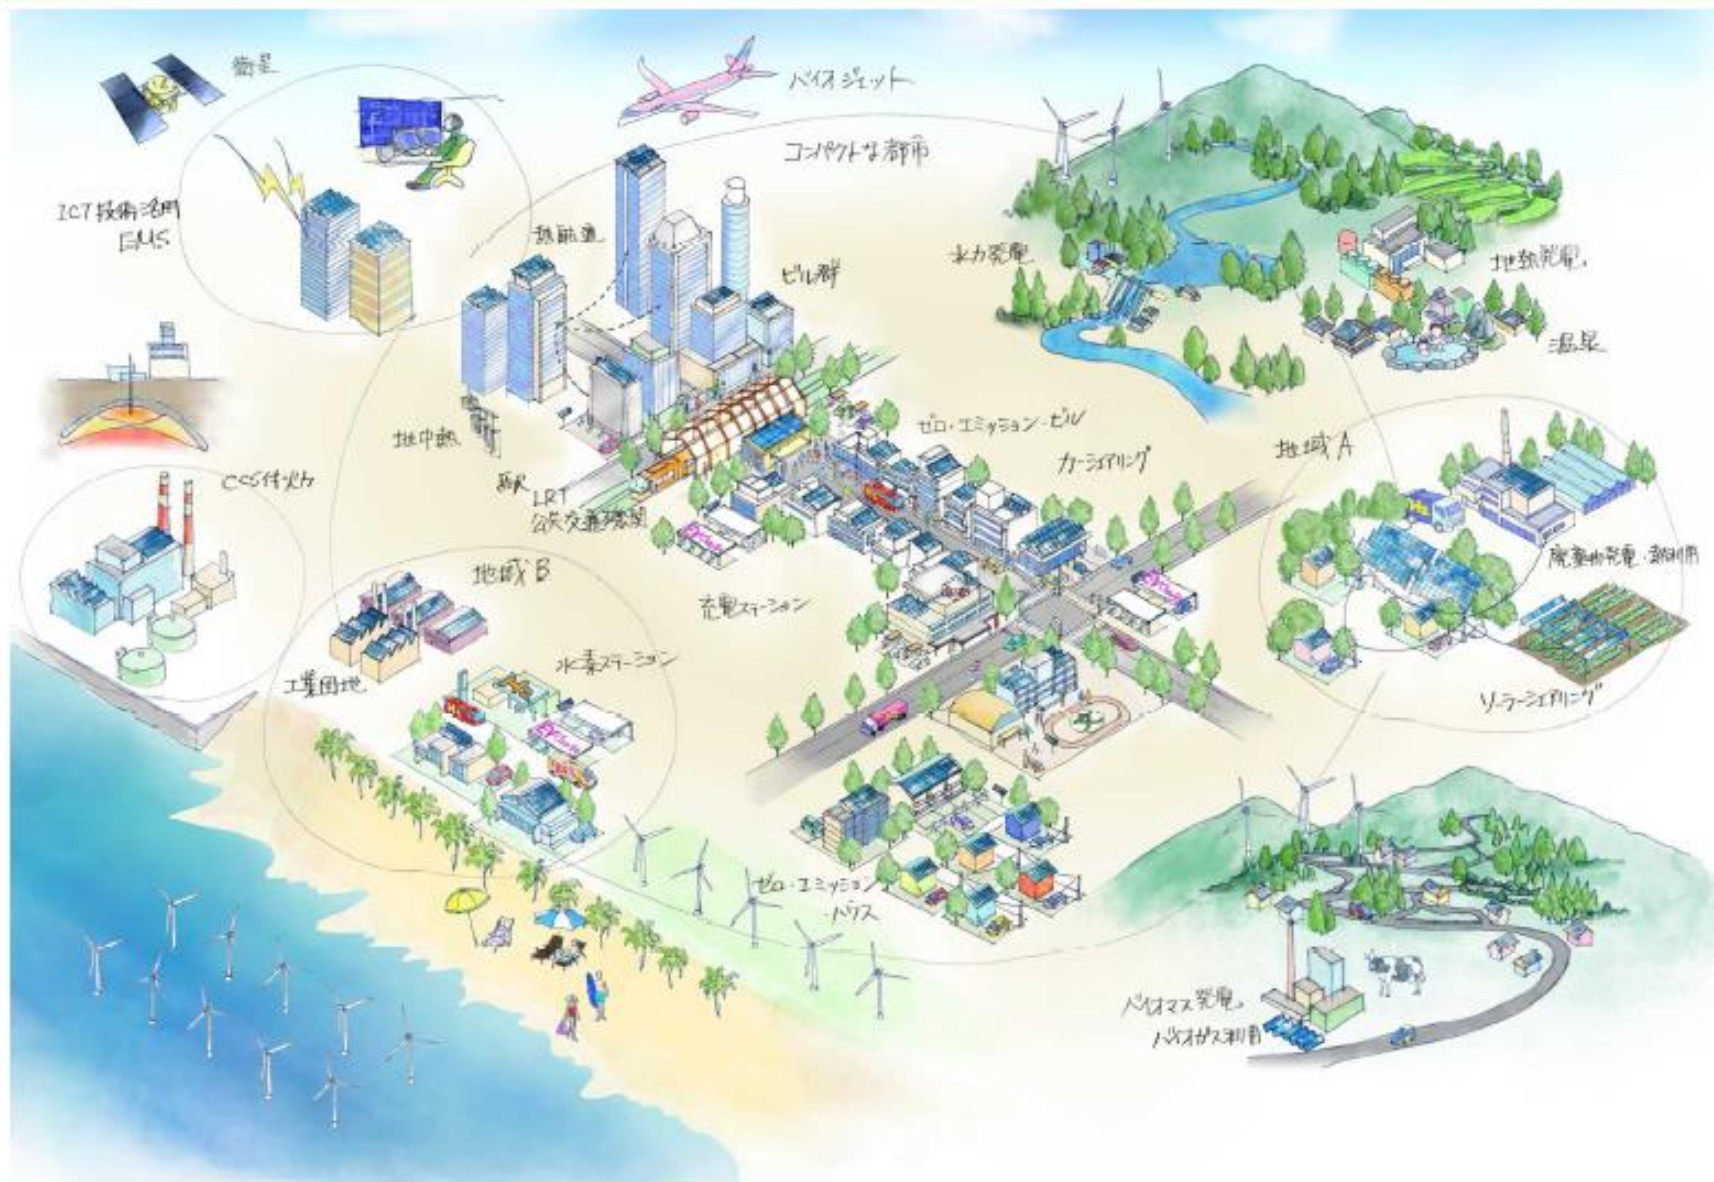 衛星
バイオジェット
コンパクトな都市
ICT技術活用
EMS
熱融通
ビル群
水力発電
地熱発電
温泉
地中熱
ゼロ・エミッション・ビル
カーシェアリング
地域A
CCS付火力
駅
LRT
公共交通機関
地域B
充電ステーション
廃棄物発電・熱利用
水素ステーション
工業団地
ソーラーシェアリング
ゼロ・エミッション
・ハウス
バイオマス発電
バイオガス利用